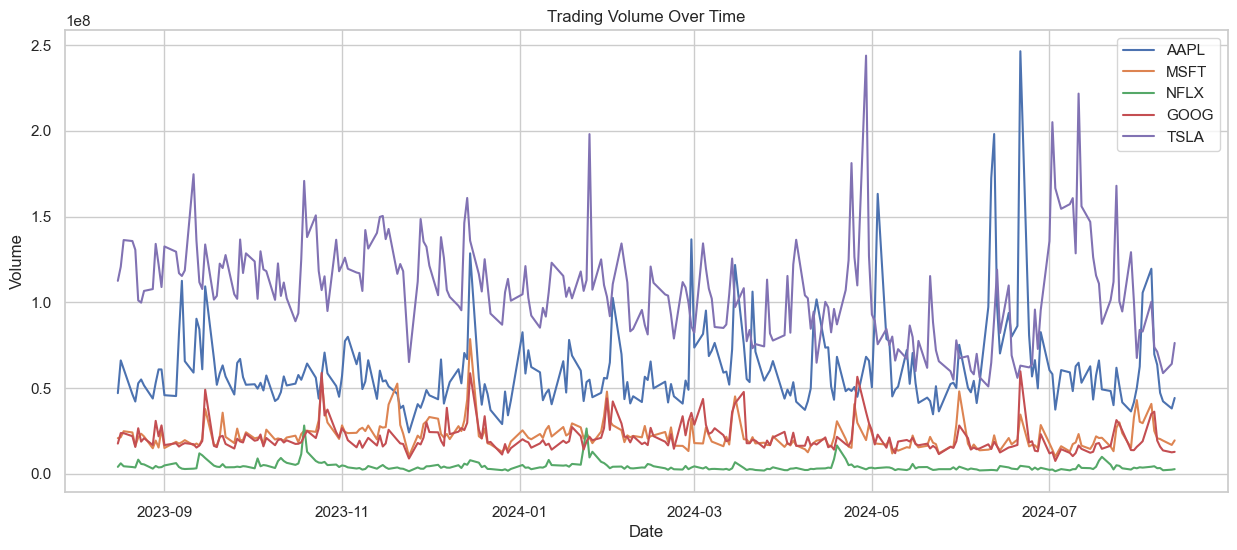 Trading Volume Over Time
1e8
2.5
2.0
1.5
1.0
0.5
0.0
Volume
2023-09
2023-11
2024-01
2024-03
2024-05
2024-07
Date
AAPL
MSFT
NFLX
GOOG
TSLA